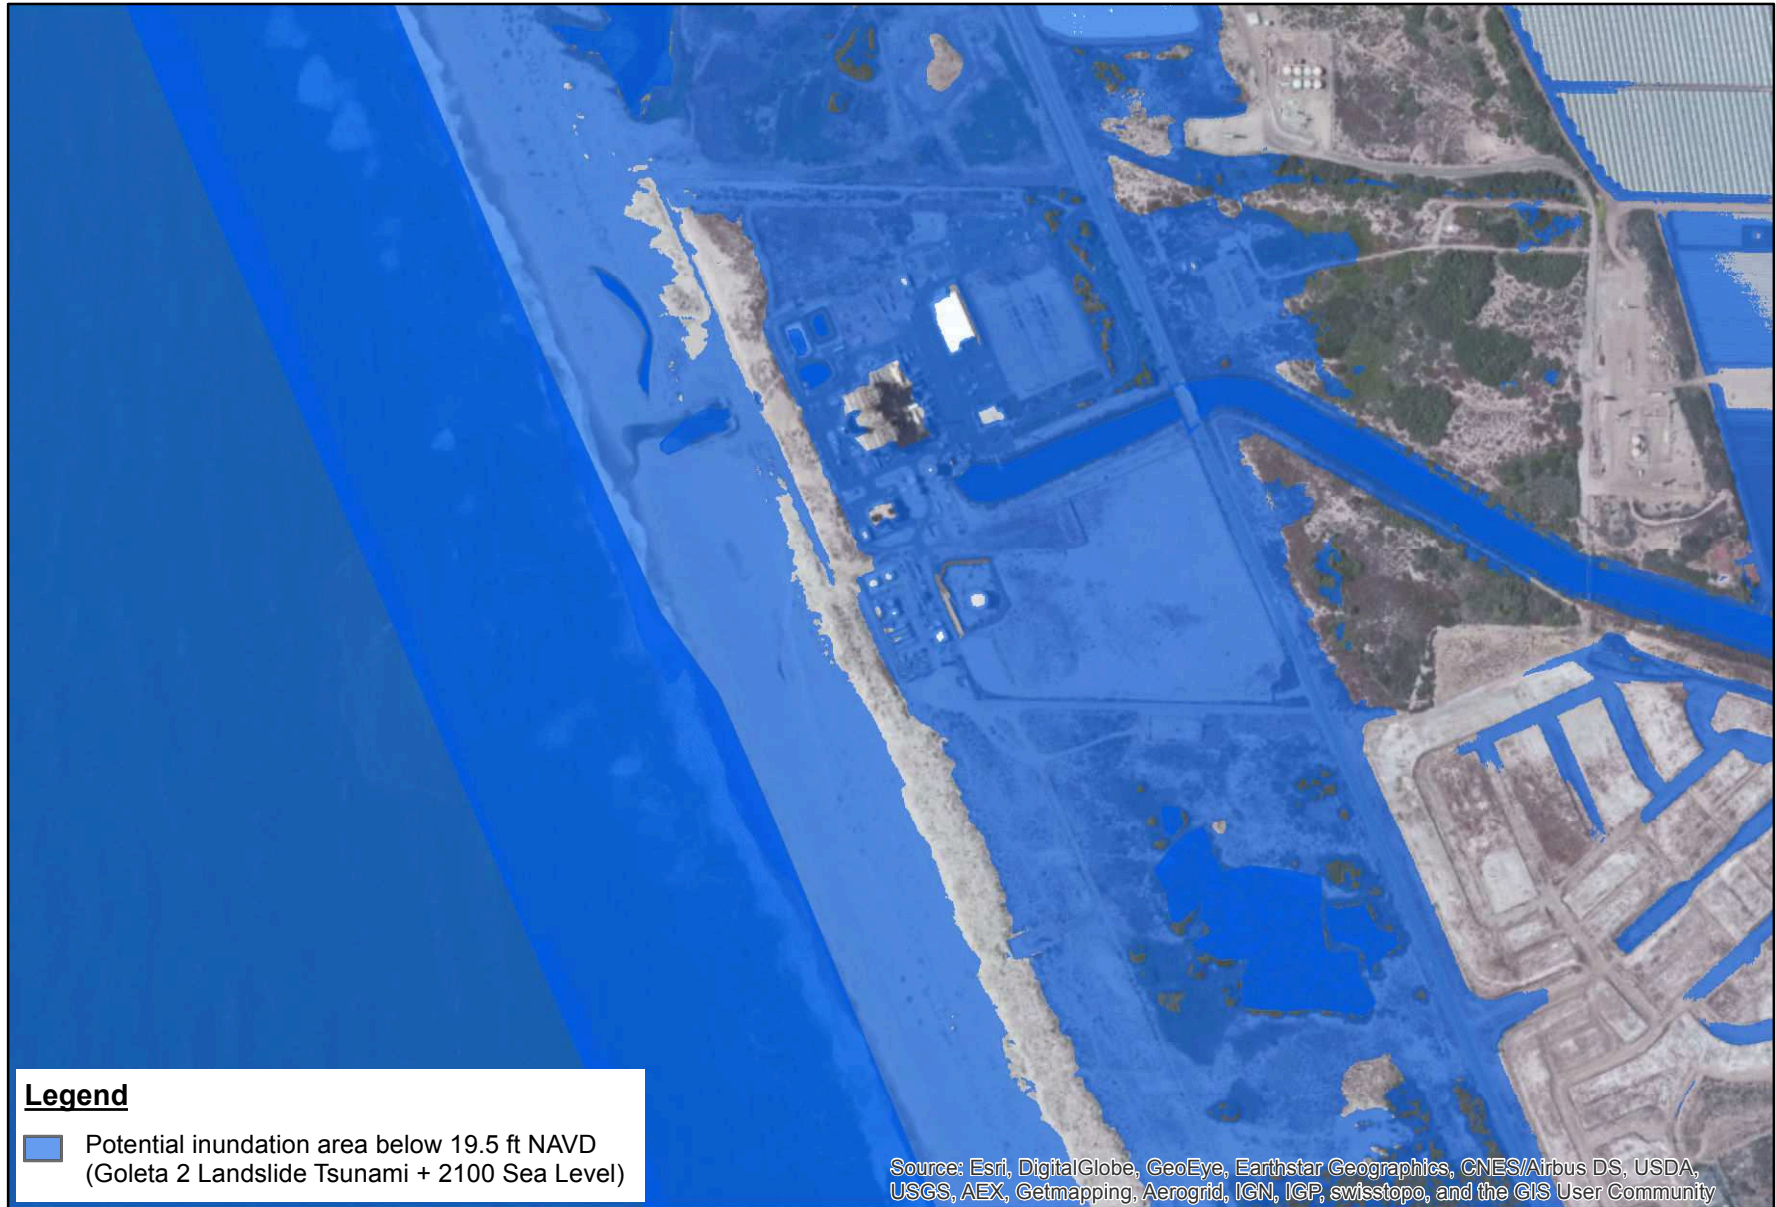 Legend
Potential inundation area below 19.5 ft NAVD
(Goleta 2 Landslide Tsunami + 2100 Sea Level)
Source: Esri, DigitalGlobe, GeoEye, Earthstar Geographics, CNES/Airbus DS, USDA,
USGS, AEX, Getmapping, Aerogrid, IGN, IGP, swisstopo, and the GIS User Community